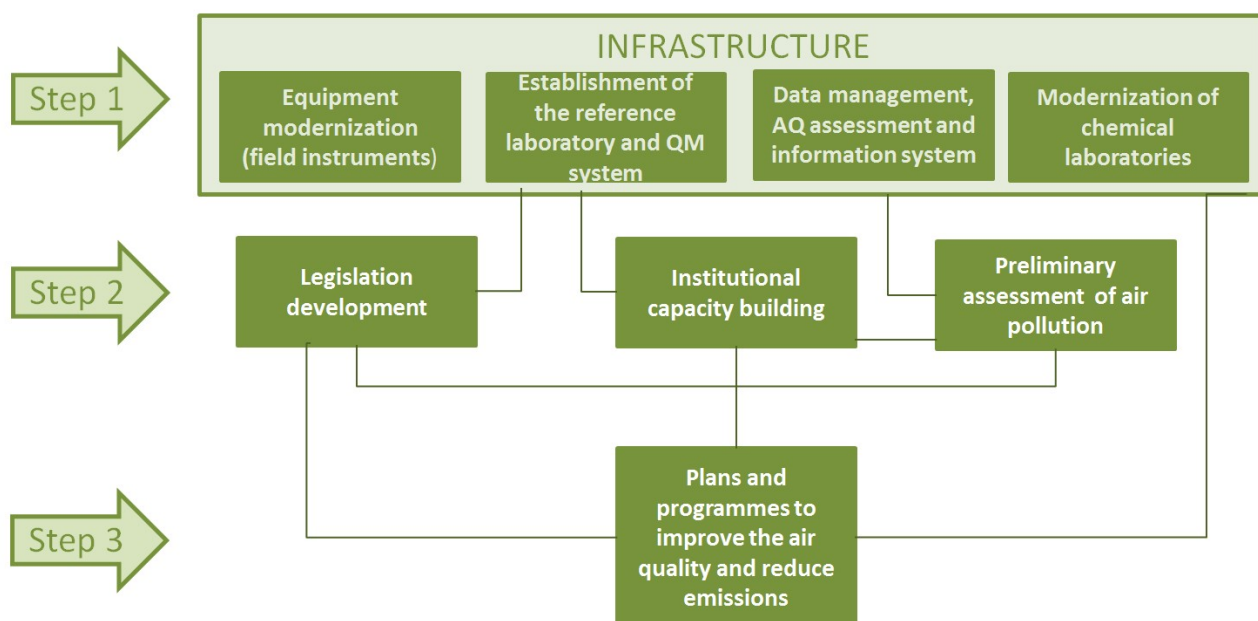 INFRASTRUCTURE
Step 1
Equipment
modernization
(field instruments)
Establishment of
the reference
laboratory and QM
system
Data management,
AQ assessment and
information system
Modernization of
chemical
laboratories
Step 2
Legislation
development
Institutional
capacity building
Preliminary
assessment of air
pollution
Step 3
Plans and
programmes to
improve the air
quality and reduce
emissions